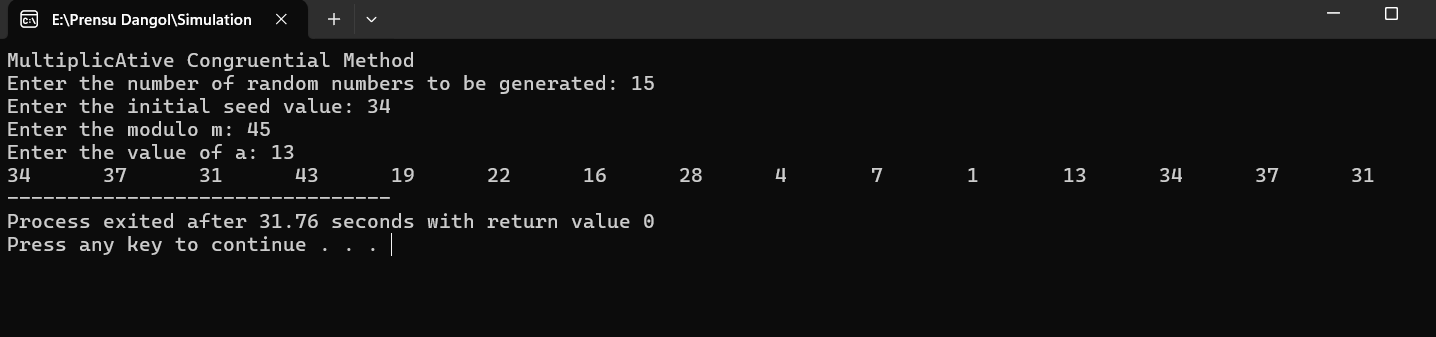 E:\Prensu Dangol\Simulation
MultiplicAtive Congruential Method
Enter the number of random numbers to be generated: 15
Enter the initial seed value: 34
Enter the modulo m: 45
Enter the value of a: 13
34 37 31 43 19 22 16 28 4 7 1 13 34 37 31
--------------------------------
Process exited after 31.76 seconds with return value 0
Press any key to continue . . .